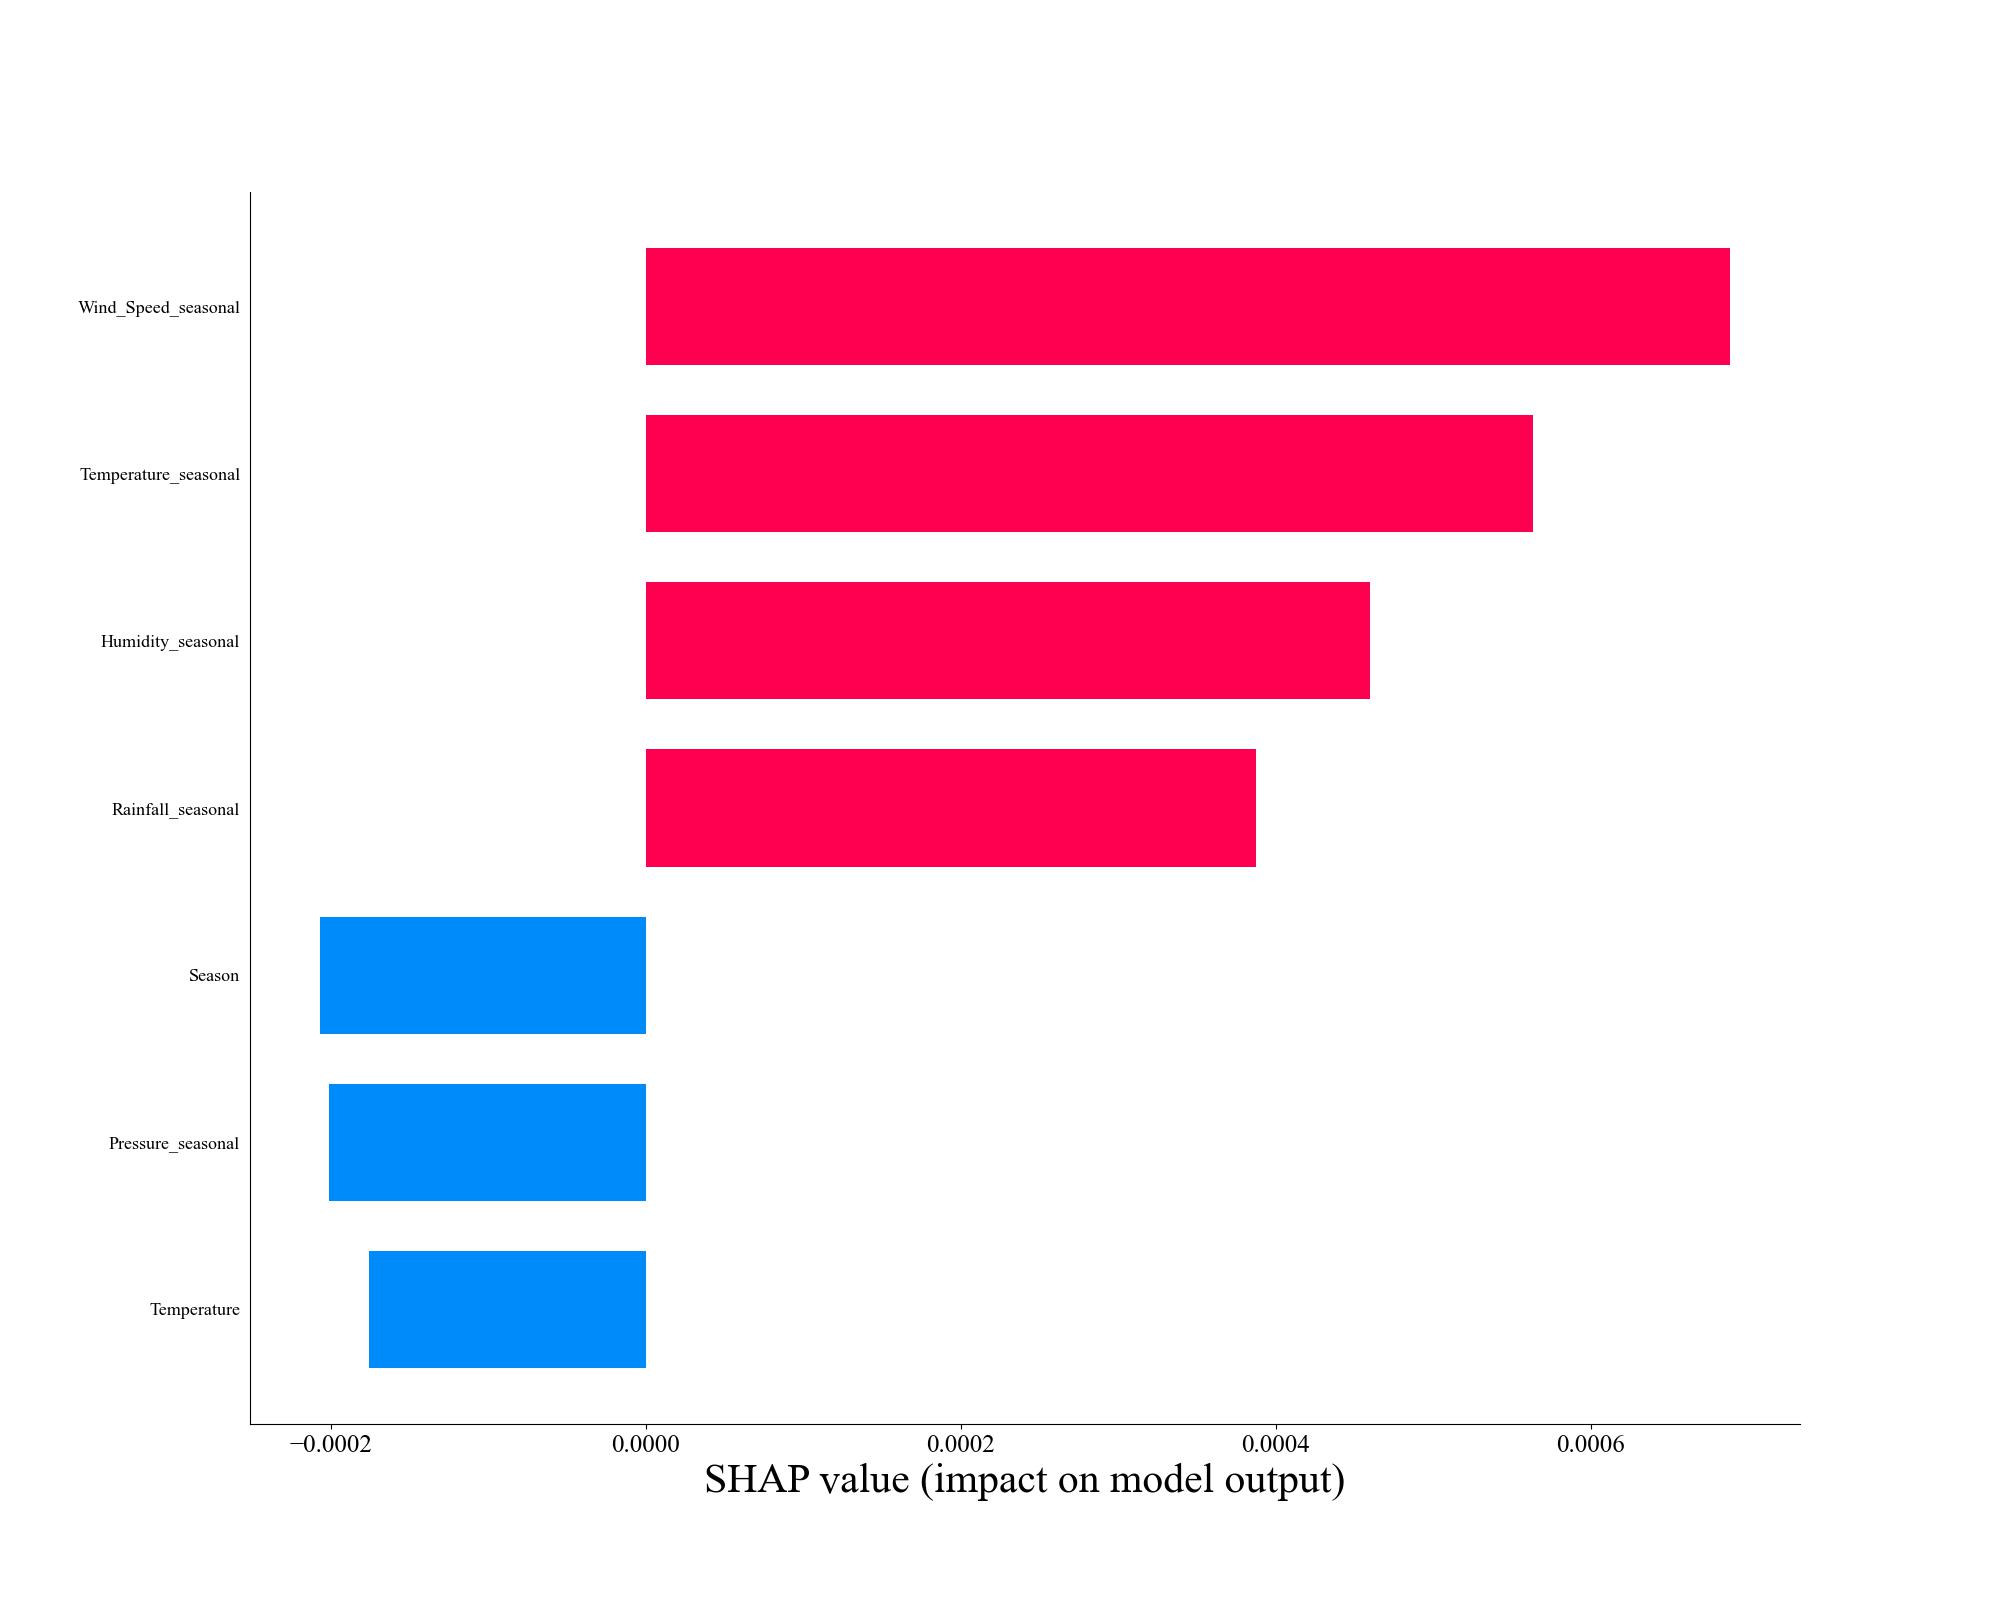 Wind_Speed_seasonal
Temperature_seasonal
Humidity_seasonal
Rainfall_seasonal
Season
Pressure_seasonal
Temperature
−0.0002 0.0000 0.0002 0.0004 0.0006
SHAP value (impact on model output)